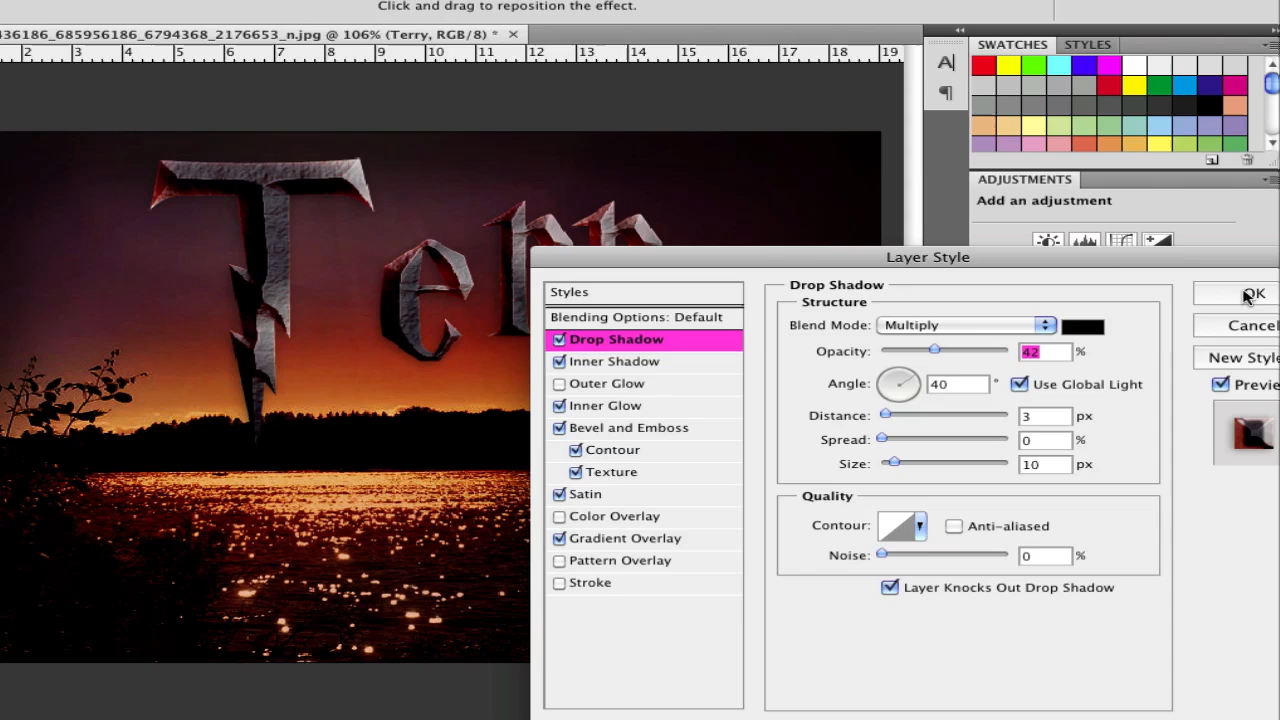 Click and drag to reposition the effect.
436186_685956186_6794368_2176653_n.jpg @ 106% (Terry, RGB/8) *
2 3 4 5 6 7 8 9 10 11 12 13 14 15 16 17 18 19
SWATCHES STYLES
ADJUSTMENTS
Add an adjustment
Terr
Layer Style
Styles
Blending Options: Default
Drop Shadow
Inner Shadow
Outer Glow
Inner Glow
Bevel and Emboss
Contour
Texture
Satin
Color Overlay
Gradient Overlay
Pattern Overlay
Stroke
Drop Shadow
Structure
Blend Mode: Multiply
Opacity: 42 %
Angle: 40 ° Use Global Light
Distance: 3 px
Spread: 0 %
Size: 10 px
Quality
Contour: Anti-aliased
Noise: 0 %
Layer Knocks Out Drop Shadow
OK
Cancel
New Style
Preview